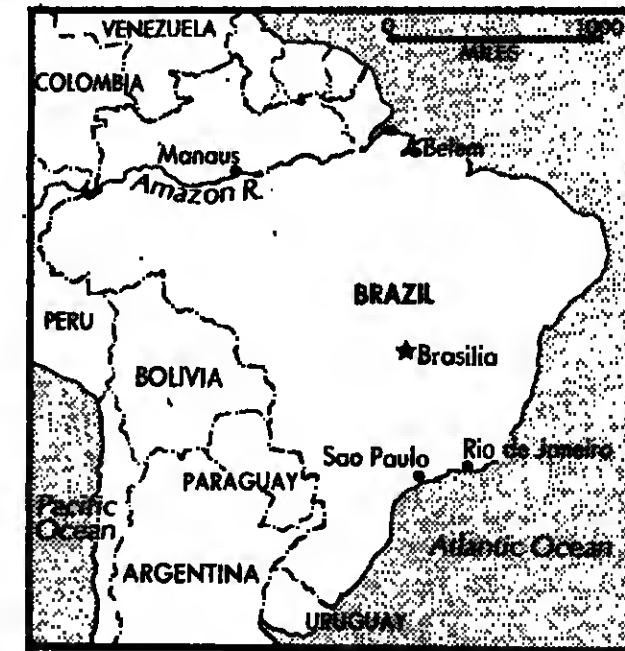 VENEZUELA
0 1000
MILES
COLOMBIA
Manaus
Belem
Amazon R.
BRAZIL
PERU
Brasilia
BOLIVIA
Sao Paulo
Rio de Janeiro
PARAGUAY
Pacific
Ocean
Atlantic Ocean
ARGENTINA
URUGUAY